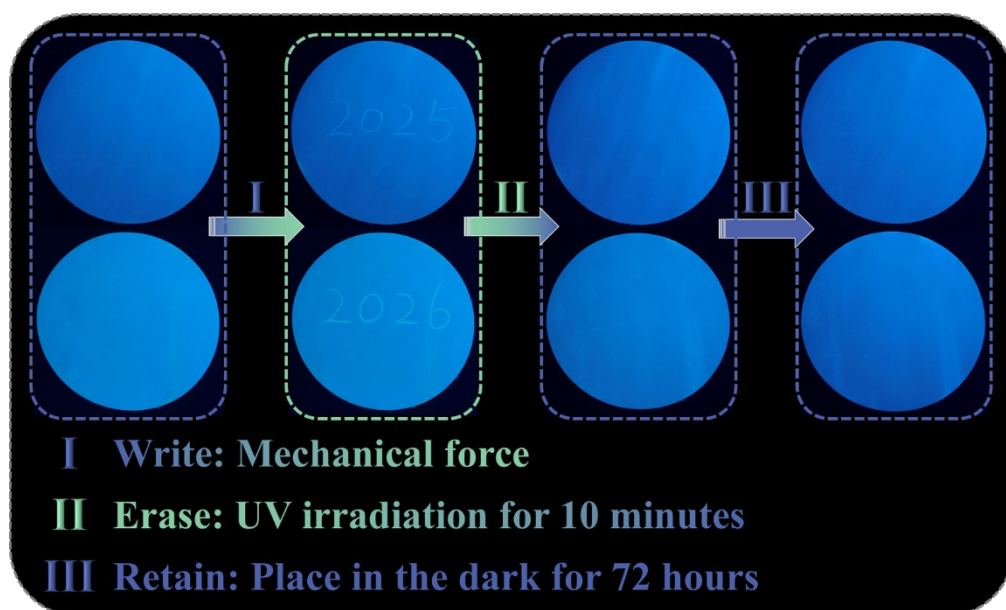 2025
I
II
III
2026
I Write: Mechanical force
II Erase: UV irradiation for 10 minutes
III Retain: Place in the dark for 72 hours